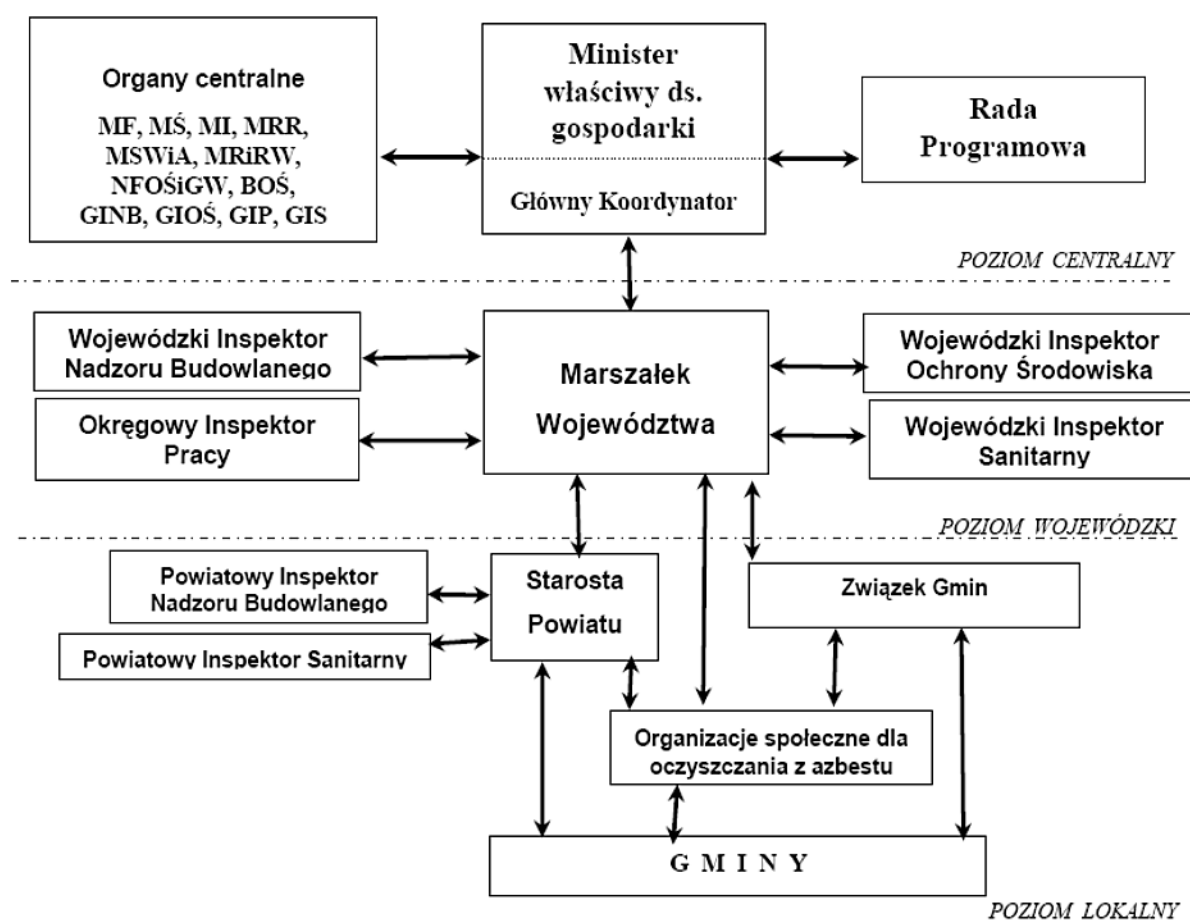 Organy centralne
MF, MŚ, MI, MRR,
MSWiA, MRiRW,
NFOŚiGW, BOŚ,
GINB, GIOŚ, GIP, GIS
Minister
właściwy ds.
gospodarki
Główny Koordynator
Rada
Programowa
POZIOM CENTRALNY
Wojewódzki Inspektor
Nadzoru Budowlanego
Okręgowy Inspektor
Pracy
Marszałek
Województwa
Wojewódzki Inspektor
Ochrony Środowiska
Wojewódzki Inspektor
Sanitarny
POZIOM WOJEWÓDZKI
Powiatowy Inspektor
Nadzoru Budowlanego
Powiatowy Inspektor Sanitarny
Starosta
Powiatu
Związek Gmin
Organizacje społeczne dla
oczyszczania z azbestu
G M I N Y
POZIOM LOKALNY